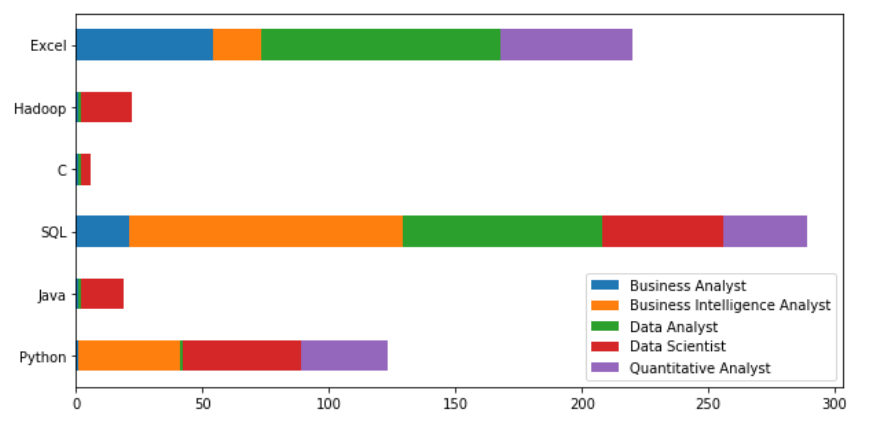 Excel
Hadoop
C
SQL
Java
Python
Business Analyst
Business Intelligence Analyst
Data Analyst
Data Scientist
Quantitative Analyst
0 50 100 150 200 250 300